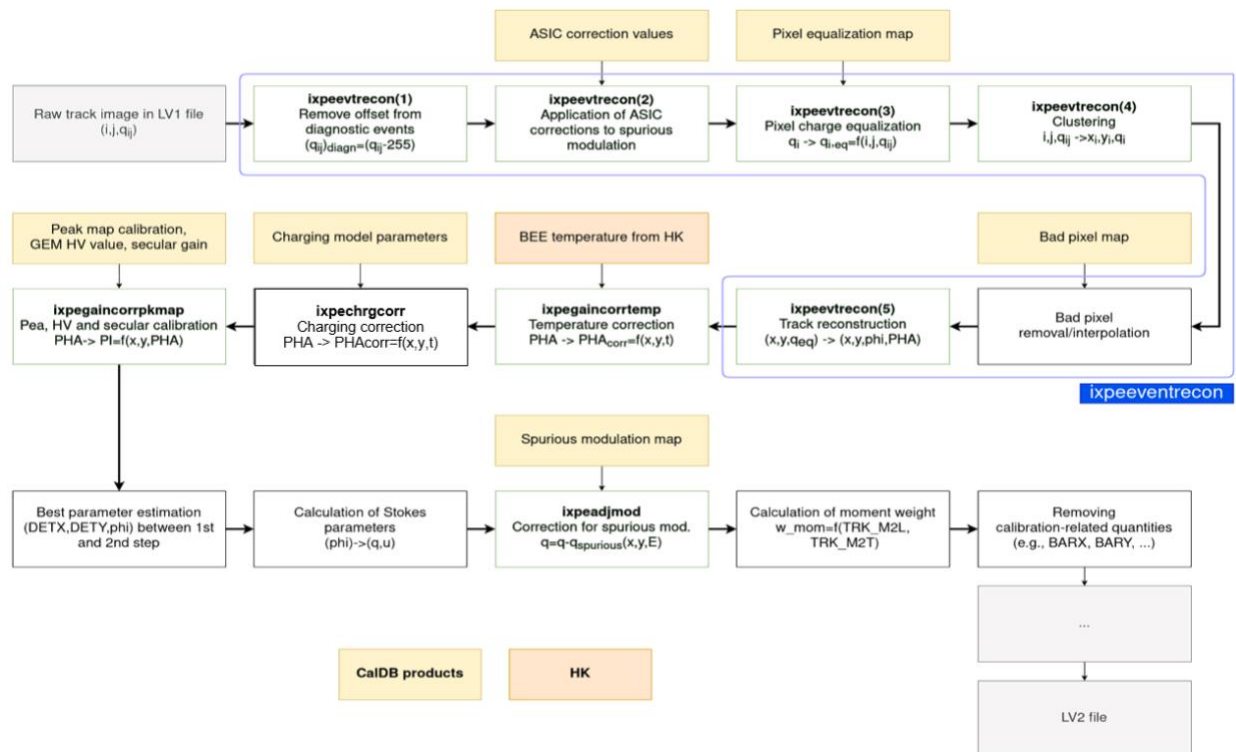 ASIC correction values
Pixel equalization map
Raw track image in LV1 file
(i,j,qij)
ixpeevtrecon(1)
Remove offset from
diagnostic events
(qij)diagn=(qij-255)
ixpeevtrecon(2)
Application of ASIC
corrections to spurious
modulation
ixpeevtrecon(3)
Pixel charge equalization
qi -> qi,eq=f(i,j,qij)
ixpeevtrecon(4)
Clustering
i,j,qij ->xi,yi,qi
Peak map calibration,
GEM HV value, secular gain
Charging model parameters
BEE temperature from HK
Bad pixel map
ixpegaincorrpkmap
Pea, HV and secular calibration
PHA-> PI=f(x,y,PHA)
ixpechrgcorr
Charging correction
PHA -> PHAcorr=f(x,y,t)
ixpegaincorrtemp
Temperature correction
PHA -> PHAcorr=f(x,y,t)
ixpeevtrecon(5)
Track reconstruction
(x,y,qeq) -> (x,y,phi,PHA)
Bad pixel
removal/interpolation
ixpeeventrecon
Spurious modulation map
Best parameter estimation
(DETX,DETY,phi) between 1st
and 2nd step
Calculation of Stokes
parameters
(phi)->(q,u)
ixpeadjmod
Correction for spurious mod.
q=q-qspurious(x,y,E)
Calculation of moment weight
w_mom=f(TRK_M2L,
TRK_M2T)
Removing
calibration-related quantities
(e.g., BARX, BARY, ...)
...
CalDB products
HK
LV2 file